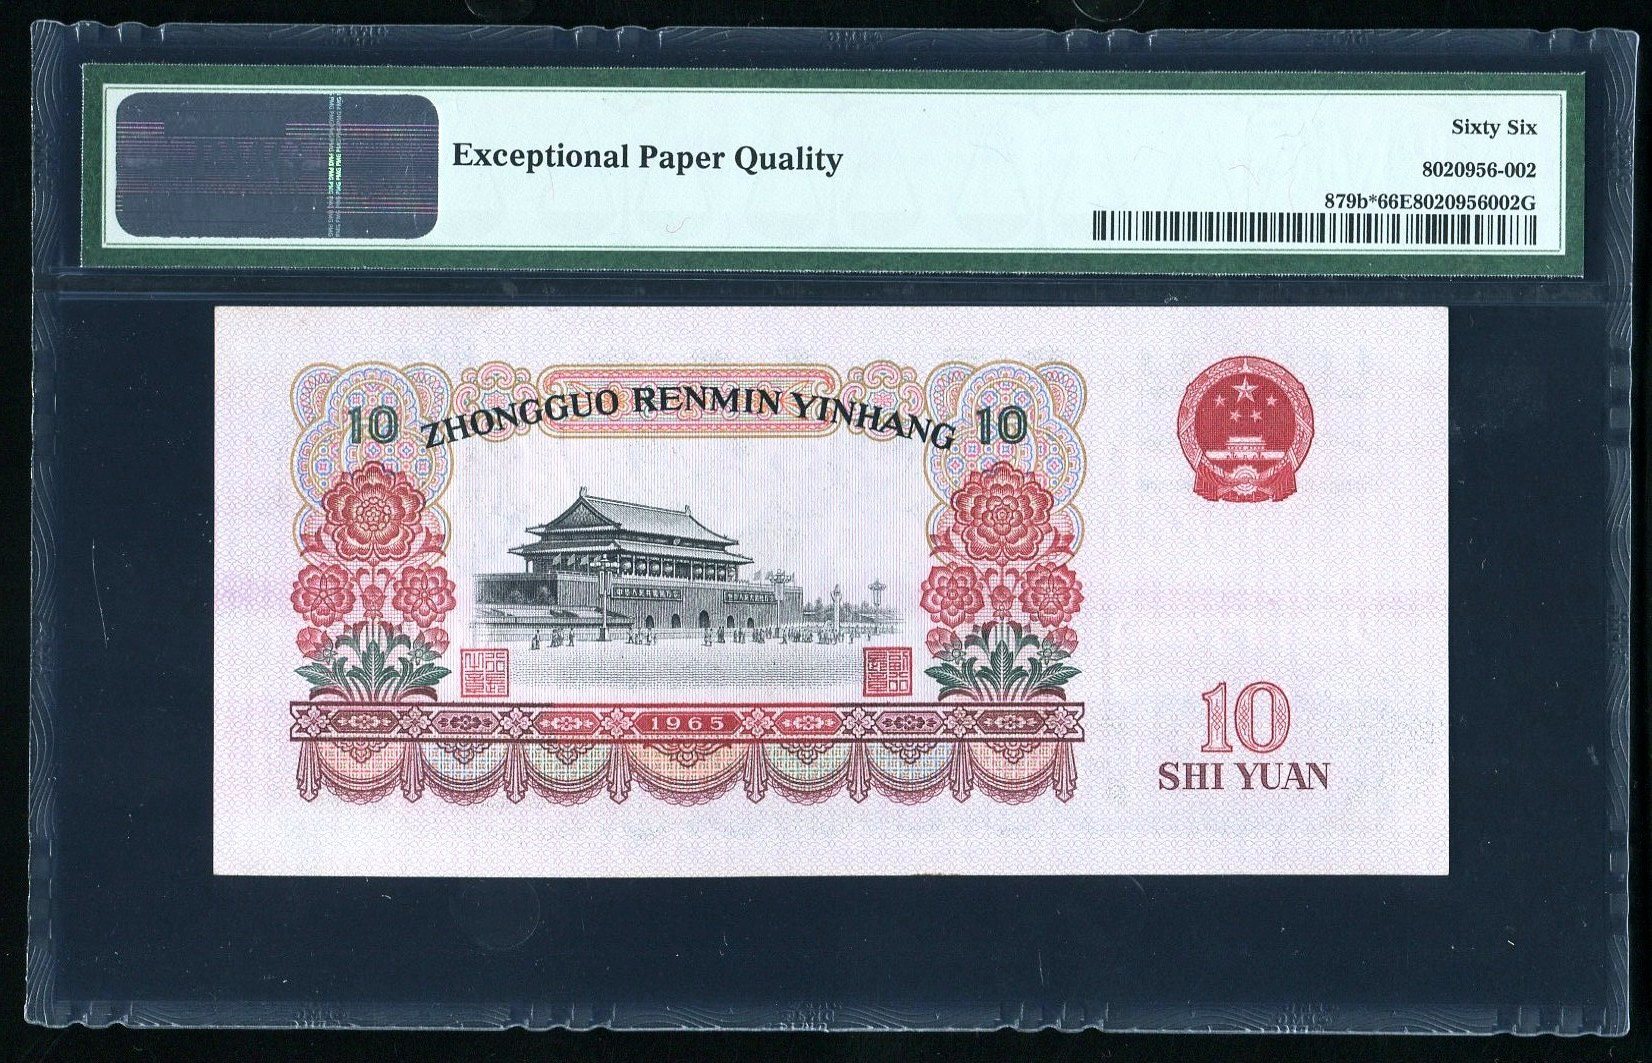 Exceptional Paper Quality
Sixty Six
8020956-002
879b*66E8020956002G
10 ZHONGGUO RENMIN YINHANG 10
1965
10
SHI YUAN